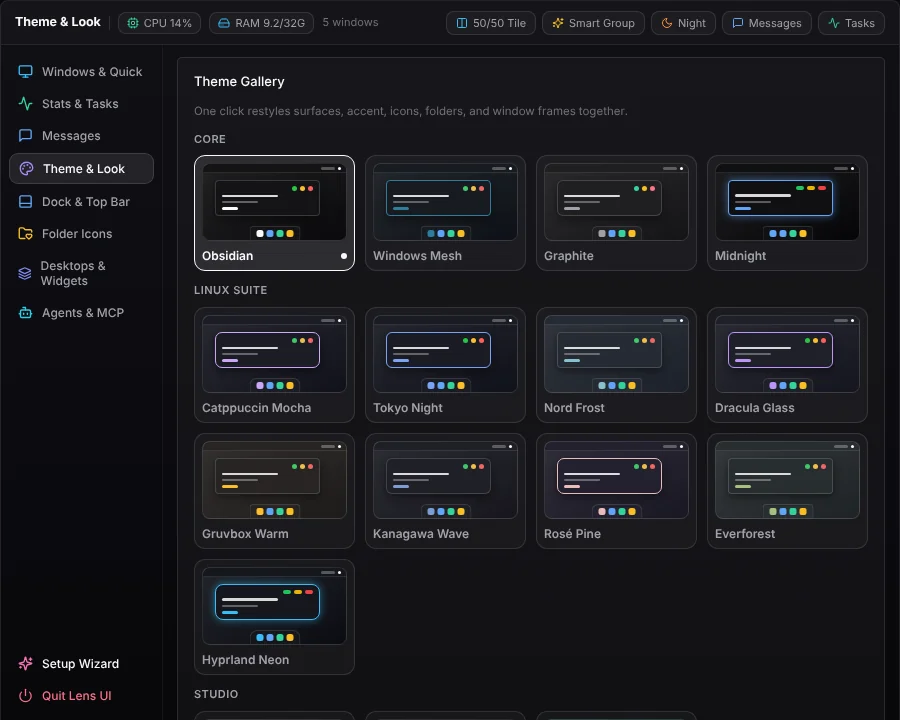 Theme & Look
CPU 14%
RAM 9.2/32G
5 windows
50/50 Tile
Smart Group
Night
Messages
Tasks
Windows & Quick
Stats & Tasks
Messages
Theme & Look
Dock & Top Bar
Folder Icons
Desktops &
Widgets
Agents & MCP
Setup Wizard
Quit Lens UI
Theme Gallery
One click restyles surfaces, accent, icons, folders, and window frames together.
CORE
Obsidian
Windows Mesh
Graphite
Midnight
LINUX SUITE
Catppuccin Mocha
Tokyo Night
Nord Frost
Dracula Glass
Gruvbox Warm
Kanagawa Wave
Rosé Pine
Everforest
Hyprland Neon
STUDIO